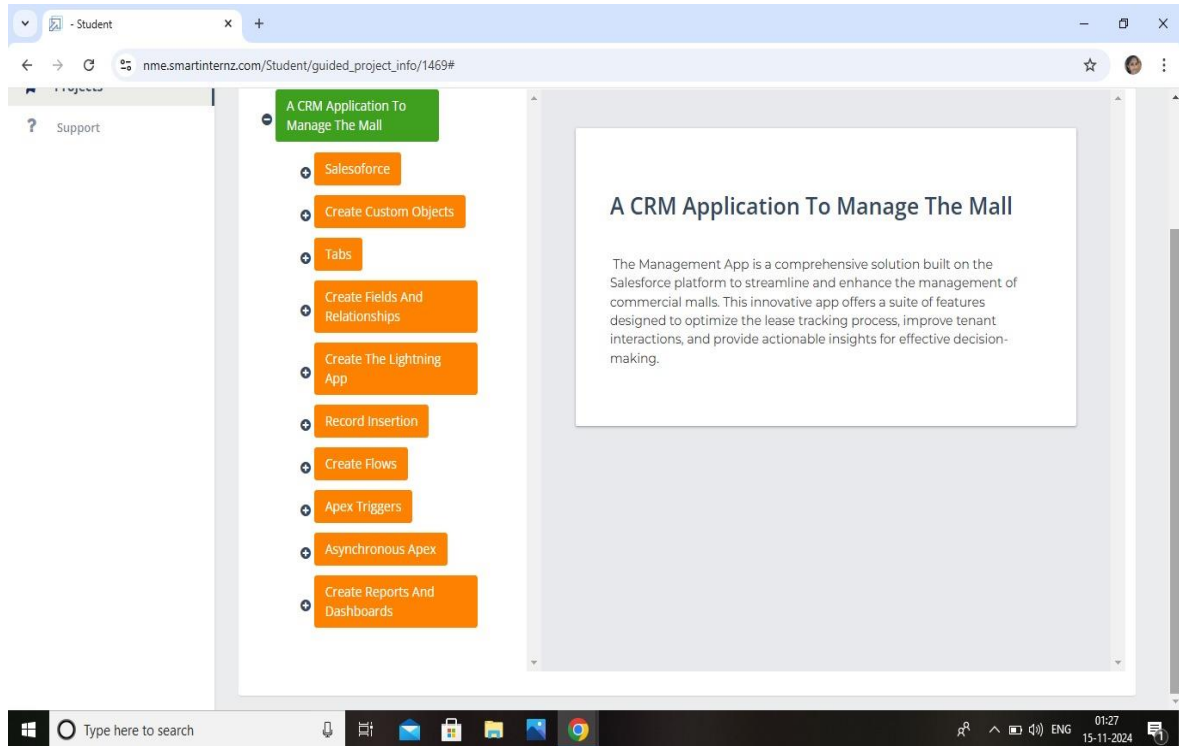 - Student
nme.smartinternz.com/Student/guided_project_info/1469#
Projects
Support
A CRM Application To
Manage The Mall
Salesoforce
Create Custom Objects
Tabs
Create Fields And
Relationships
Create The Lightning
App
Record Insertion
Create Flows
Apex Triggers
Asynchronous Apex
Create Reports And
Dashboards
A CRM Application To Manage The Mall
The Management App is a comprehensive solution built on the
Salesforce platform to streamline and enhance the management of
commercial malls. This innovative app offers a suite of features
designed to optimize the lease tracking process, improve tenant
interactions, and provide actionable insights for effective decision-
making.
Type here to search
ENG
01:27
15-11-2024
1